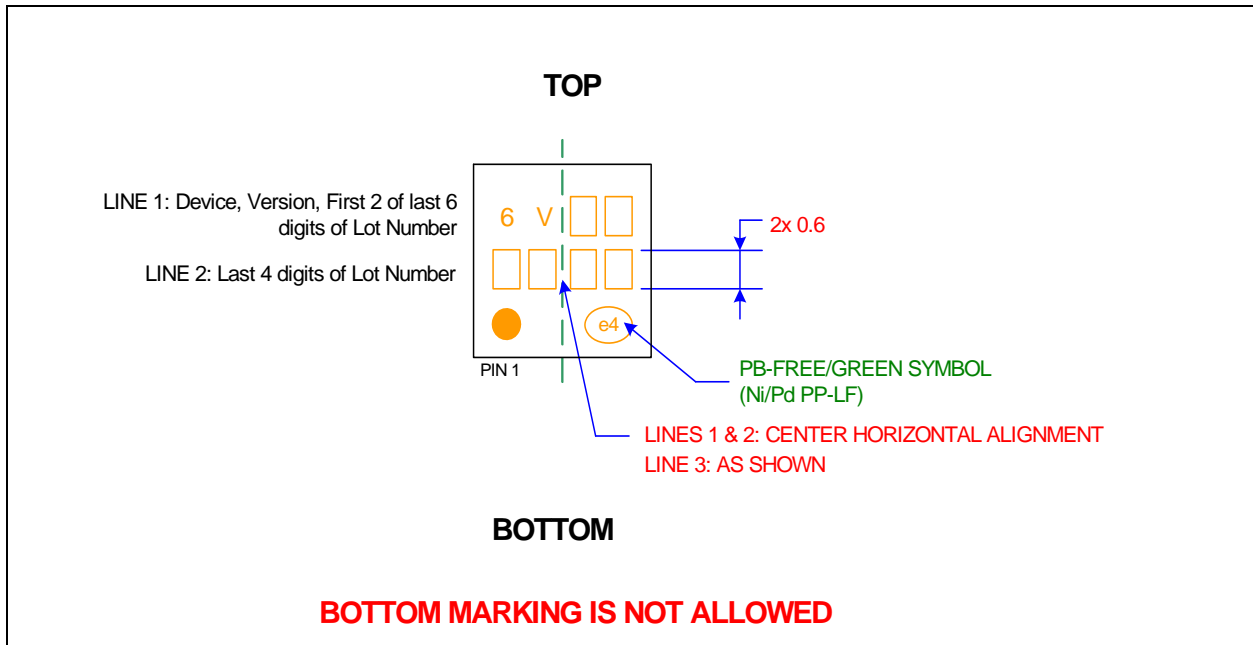 TOP
LINE 1: Device, Version, First 2 of last 6
digits of Lot Number
6 V
2x 0.6
LINE 2: Last 4 digits of Lot Number
e4
PIN 1
PB-FREE/GREEN SYMBOL
(Ni/Pd PP-LF)
LINES 1 & 2: CENTER HORIZONTAL ALIGNMENT
LINE 3: AS SHOWN
BOTTOM
BOTTOM MARKING IS NOT ALLOWED